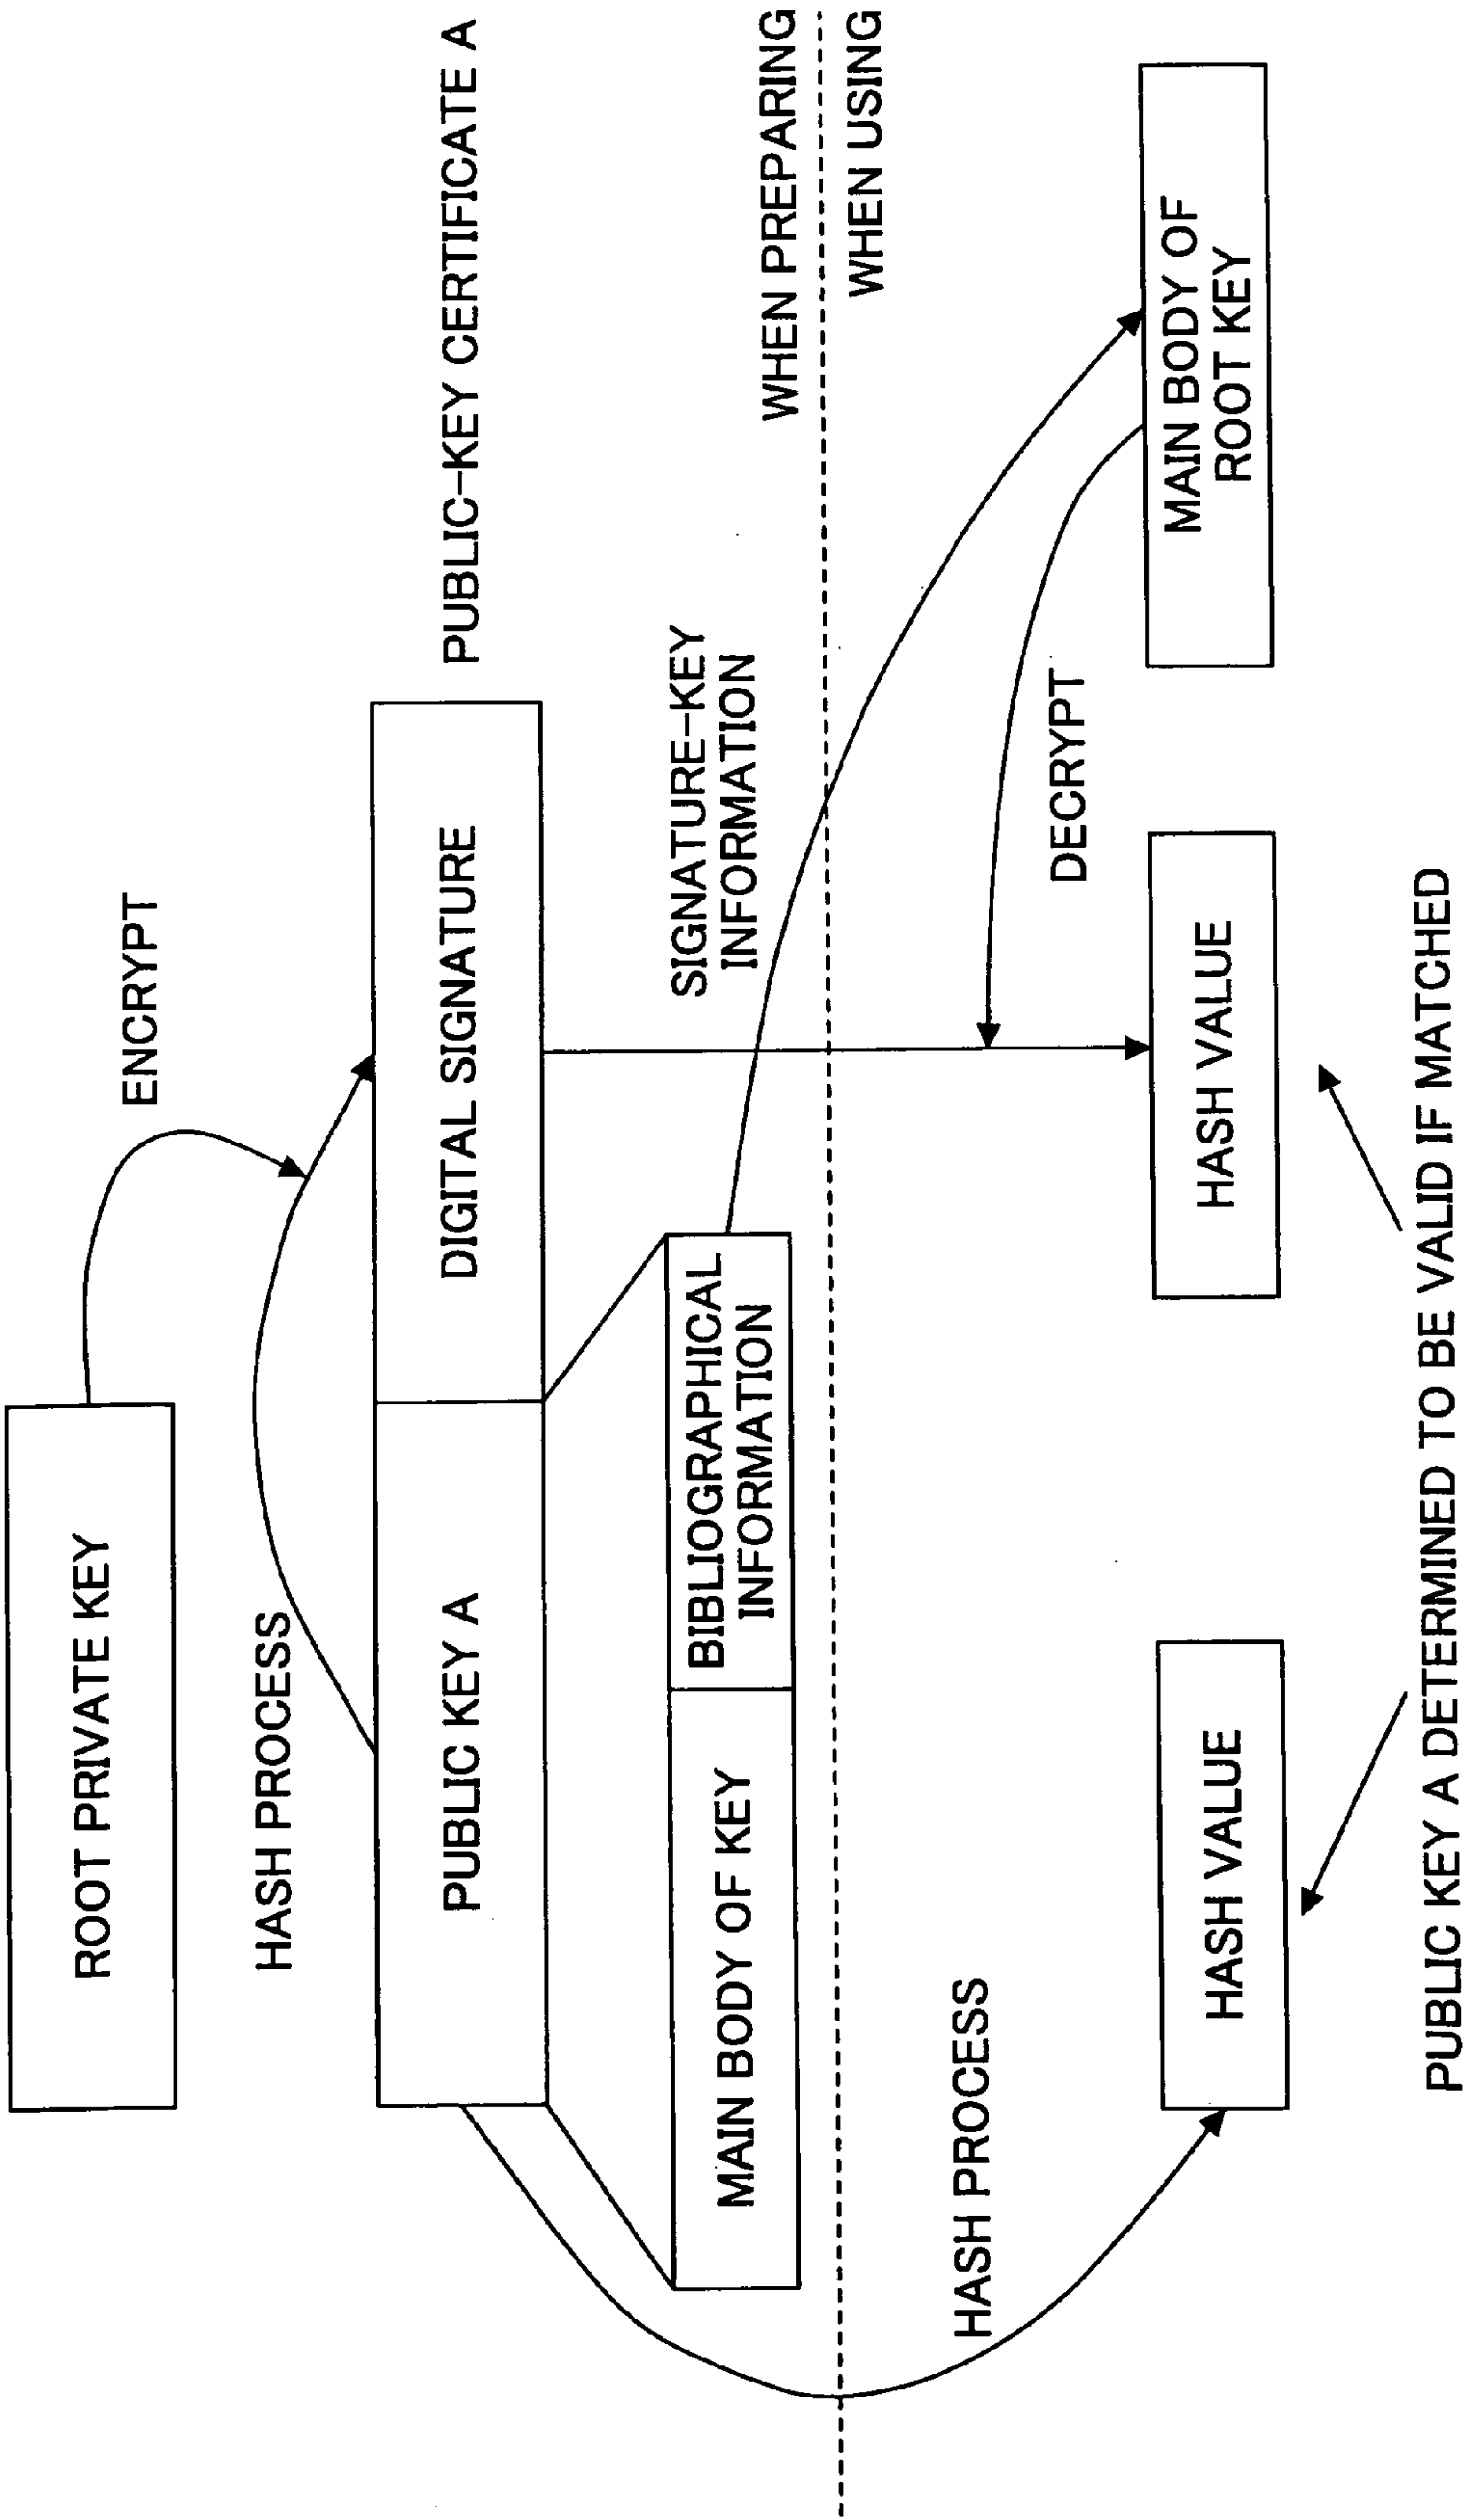 ROOT PRIVATE KEY
ENCRYPT
HASH PROCESS
PUBLIC KEY A
DIGITAL SIGNATURE
PUBLIC-KEY CERTIFICATE A
MAIN BODY OF KEY
BIBLIOGRAPHICAL
INFORMATION
SIGNATURE-KEY
INFORMATION
WHEN PREPARING
WHEN USING
HASH PROCESS
DECRYPT
HASH VALUE
HASH VALUE
MAIN BODY OF
ROOT KEY
PUBLIC KEY A DETERMINED TO BE VALID IF MATCHED